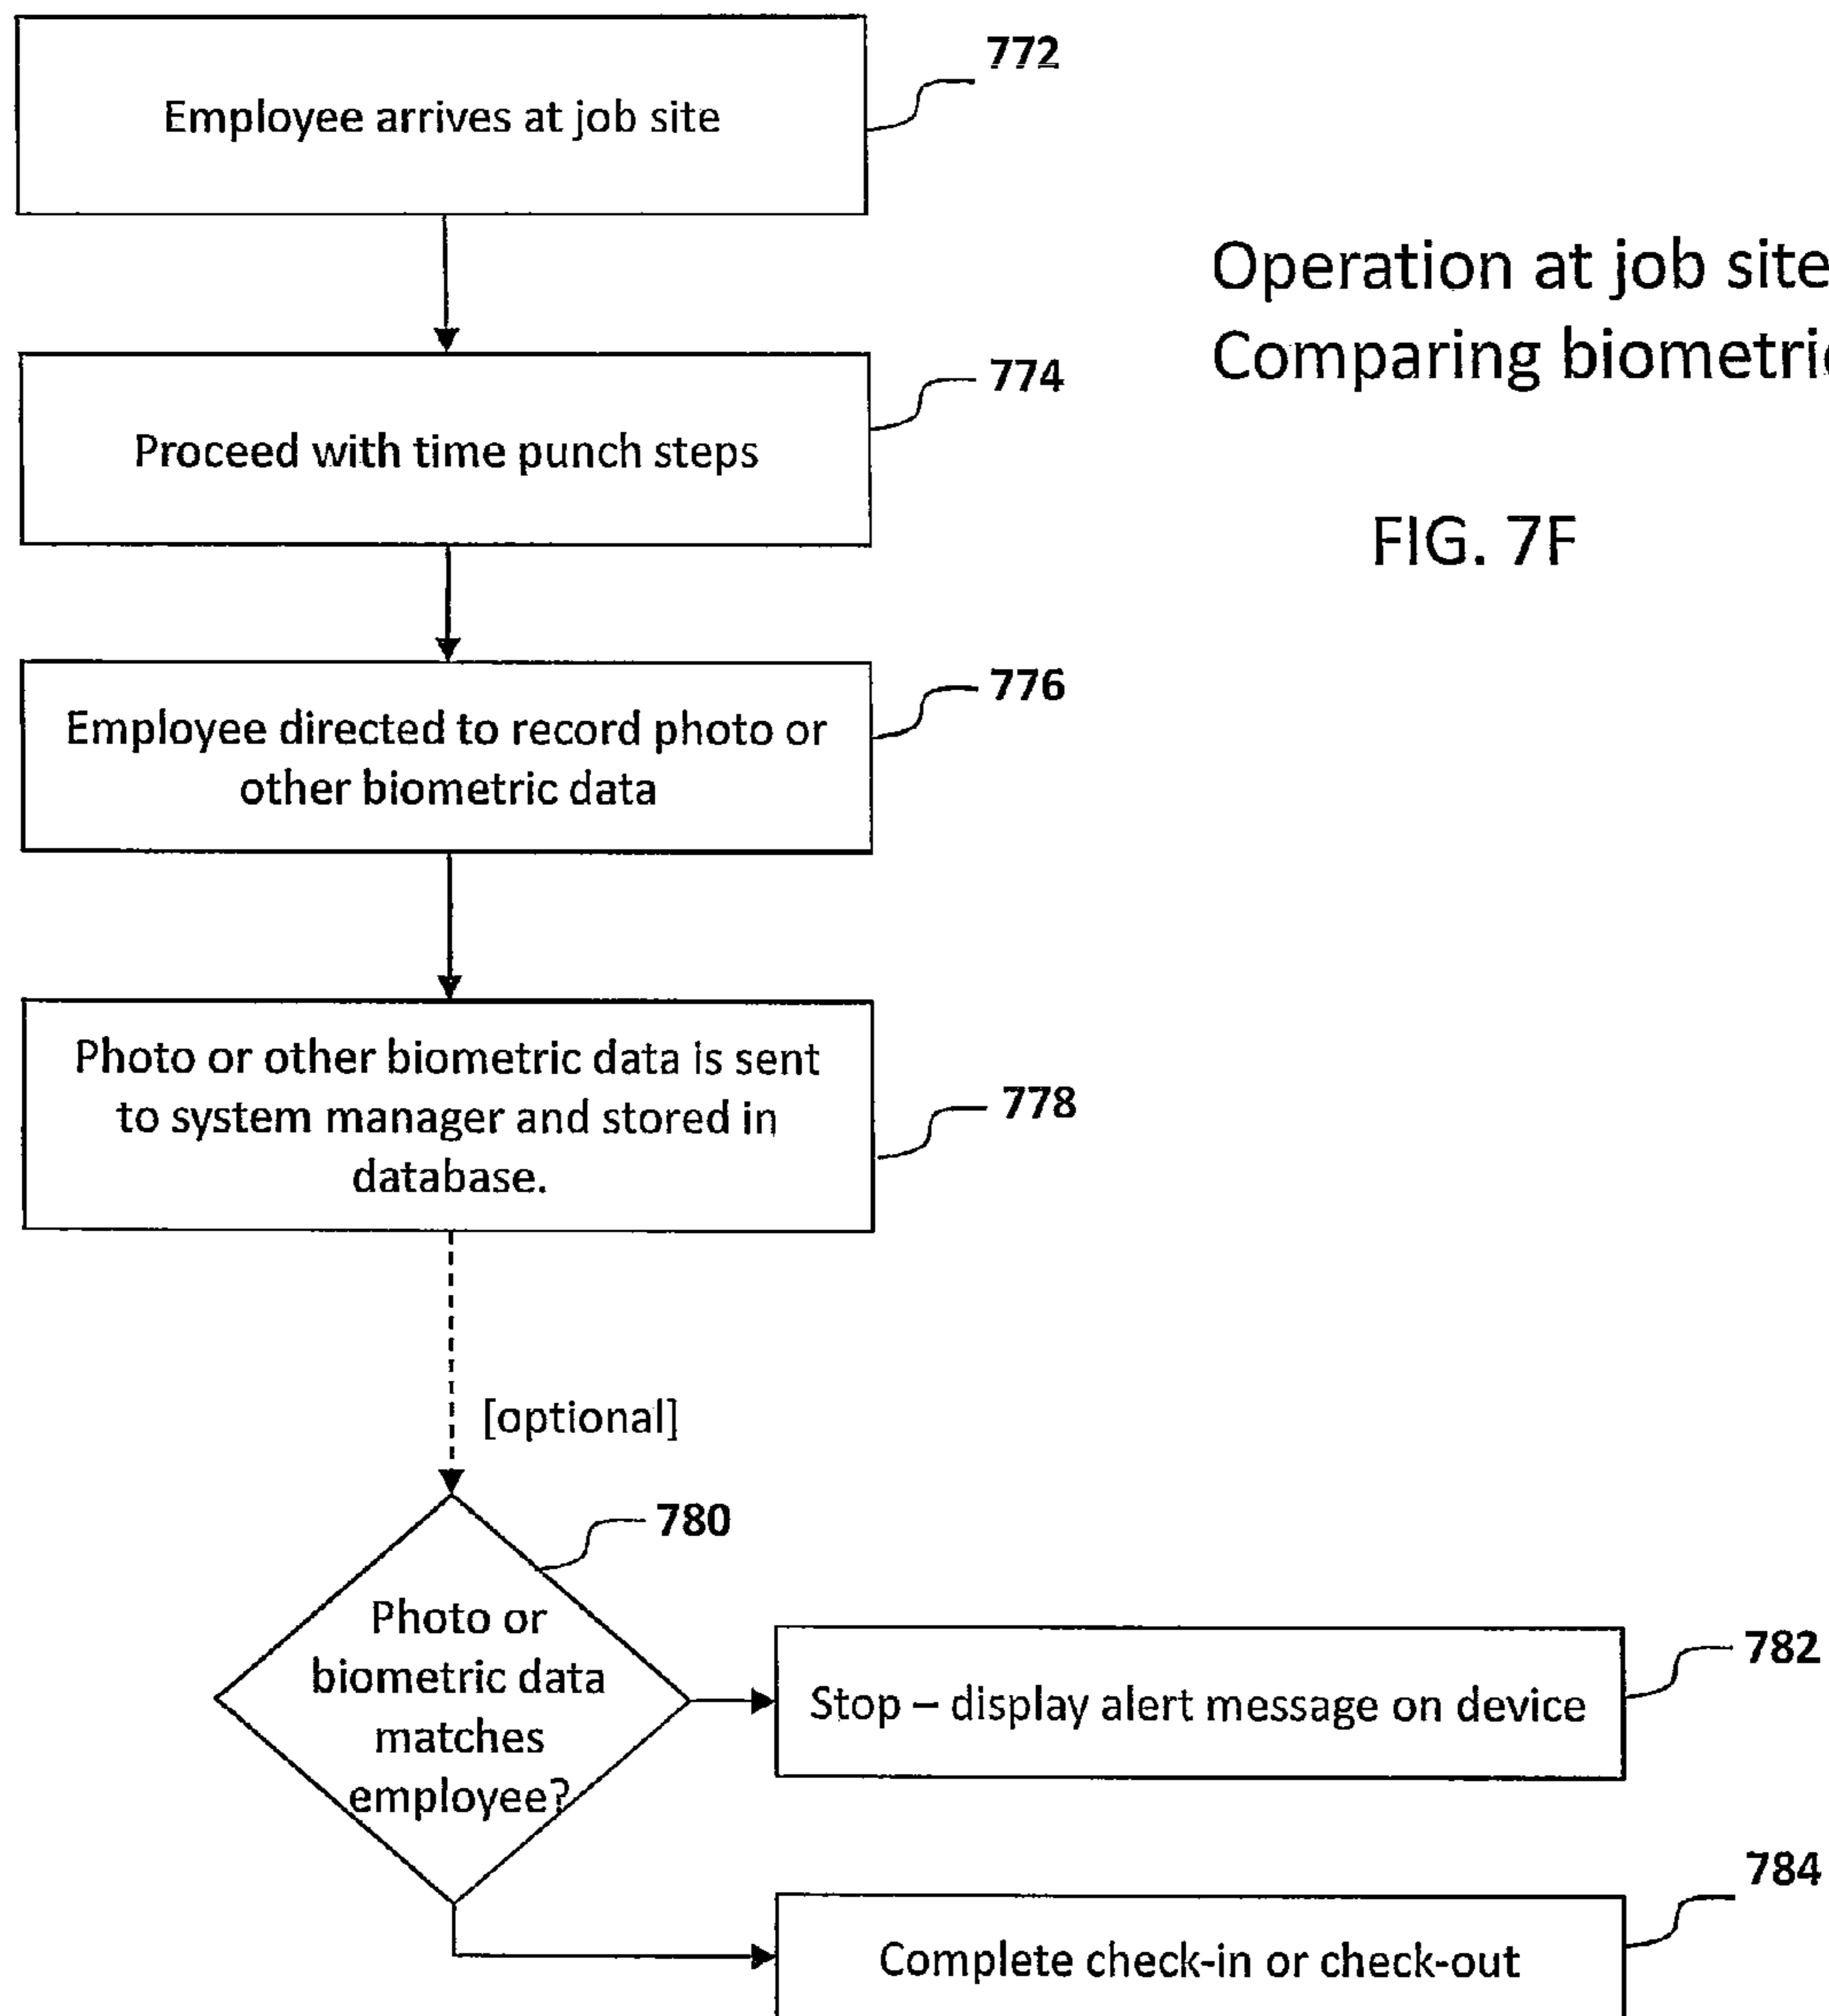 772
Employee arrives at job site
Operation at job site
Comparing
774
Proceed with time punch steps
FIG. 7F
776
Employee directed to record photo or
other biometric data
Photo or other biometric data is sent
to system manager and stored in
database.
778
[optional]
780
Photo or
biometric data
matches
employee?
782
Stop – display alert message on device
784
Complete check-in or check-out